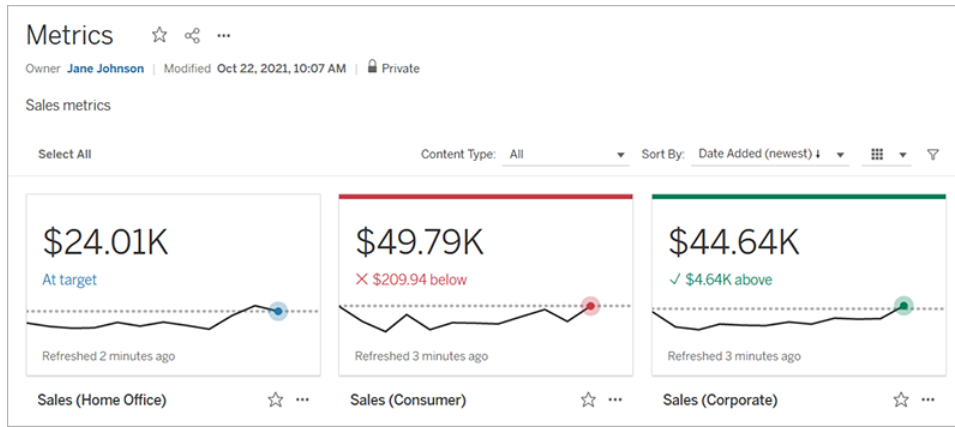 Metrics
Owner Jane Johnson | Modified Oct 22, 2021, 10:07 AM | Private
Sales metrics
Select All Content Type: All Sort By: Date Added (newest) ↓
$24.01K $49.79K $44.64K
At target × $209.94 below ✓ $4.64K above
Refreshed 2 minutes ago Refreshed 3 minutes ago Refreshed 3 minutes ago
Sales (Home Office) Sales (Consumer) Sales (Corporate)